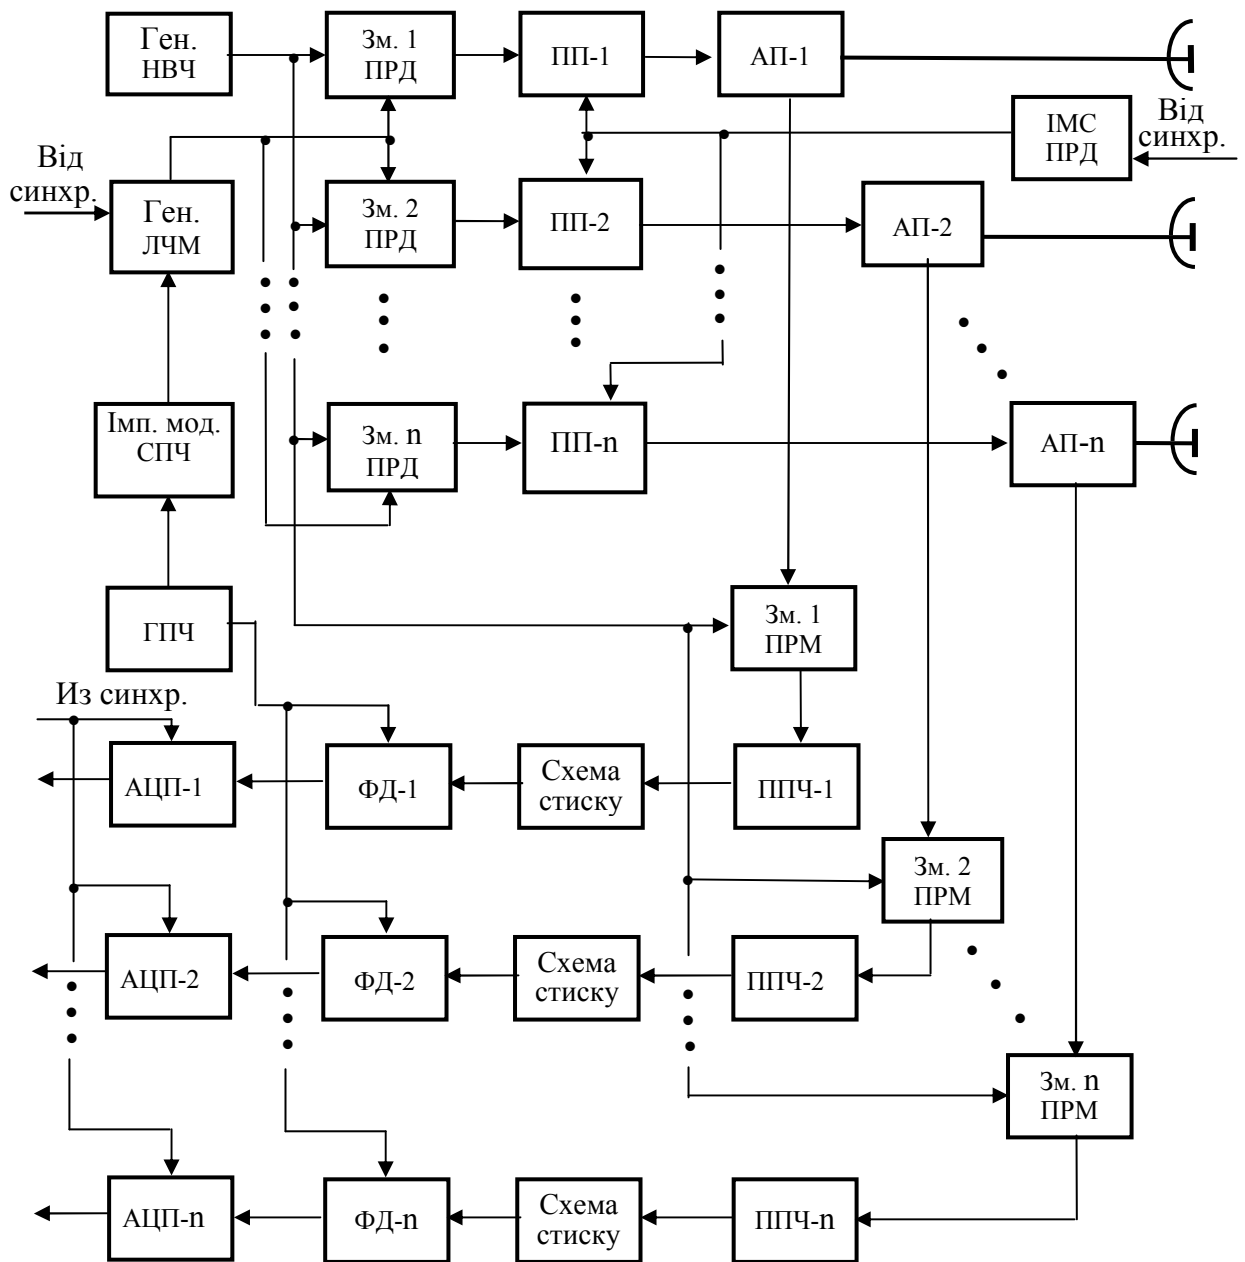 Ген.
НВЧ
Зм. 1
ПРД
ПП-1
АП-1
ІМС
ПРД
Від
синхр.
Від
синхр.
Ген.
ЛЧМ
Зм. 2
ПРД
ПП-2
АП-2
Імп. мод.
СПЧ
Зм. n
ПРД
ПП-n
АП-n
ГПЧ
Зм. 1
ПРМ
Из синхр.
АЦП-1
ФД-1
Схема
стиску
ППЧ-1
Зм. 2
ПРМ
АЦП-2
ФД-2
Схема
стиску
ППЧ-2
Зм. n
ПРМ
АЦП-n
ФД-n
Схема
стиску
ППЧ-n